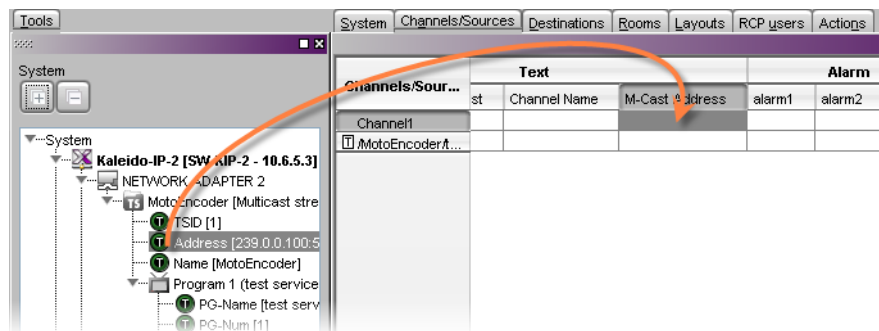 Tools
System Channels/Sources Destinations Rooms Layouts RCP users Actions
System
Channels/Sour... Text Alarm
st Channel Name M-Cast Address alarm1 alarm2
Channel1
T /MotoEncoder/t...
System
Kaleido-IP-2 [SW KIP-2 - 10.6.5.3]
NETWORK ADAPTER 2
TS MotoEncoder [Multicast stre
T TSID [1]
T Address [239.0.0.100:5
T Name [MotoEncoder]
Program 1 (test service
T PG-Name [test serv
T PG-Num [1]